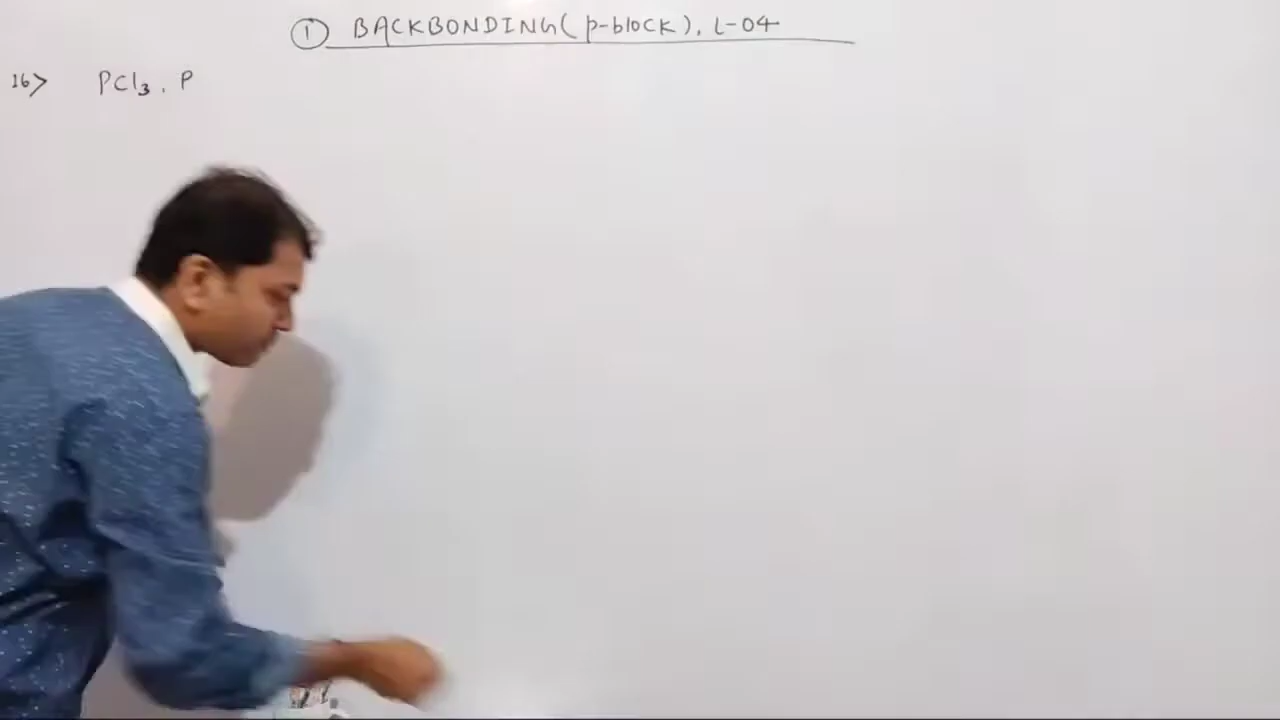 ① BACKBONDING (p-block). L-04
16> PCl₃. P